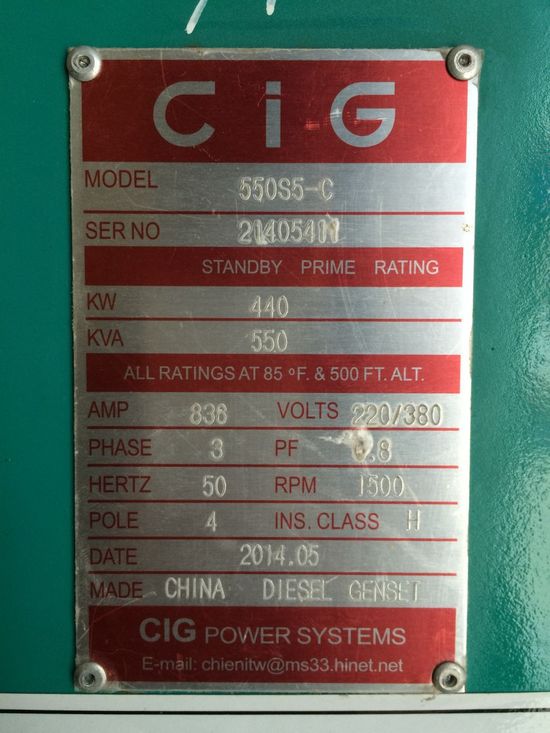 CiG
MODEL 550S5-C
SER NO 21405411
STANDBY PRIME RATING
KW 440
KVA 550
ALL RATINGS AT 85 °F. & 500 FT. ALT.
AMP 836 VOLTS 220/380
PHASE 3 PF
HERTZ 50 RPM 1500
POLE 4 INS. CLASS H
DATE 2014.05
MADE CHINA DIESEL GENSET
CIG POWER SYSTEMS
E-mail: chienitw@ms33.hinet.net